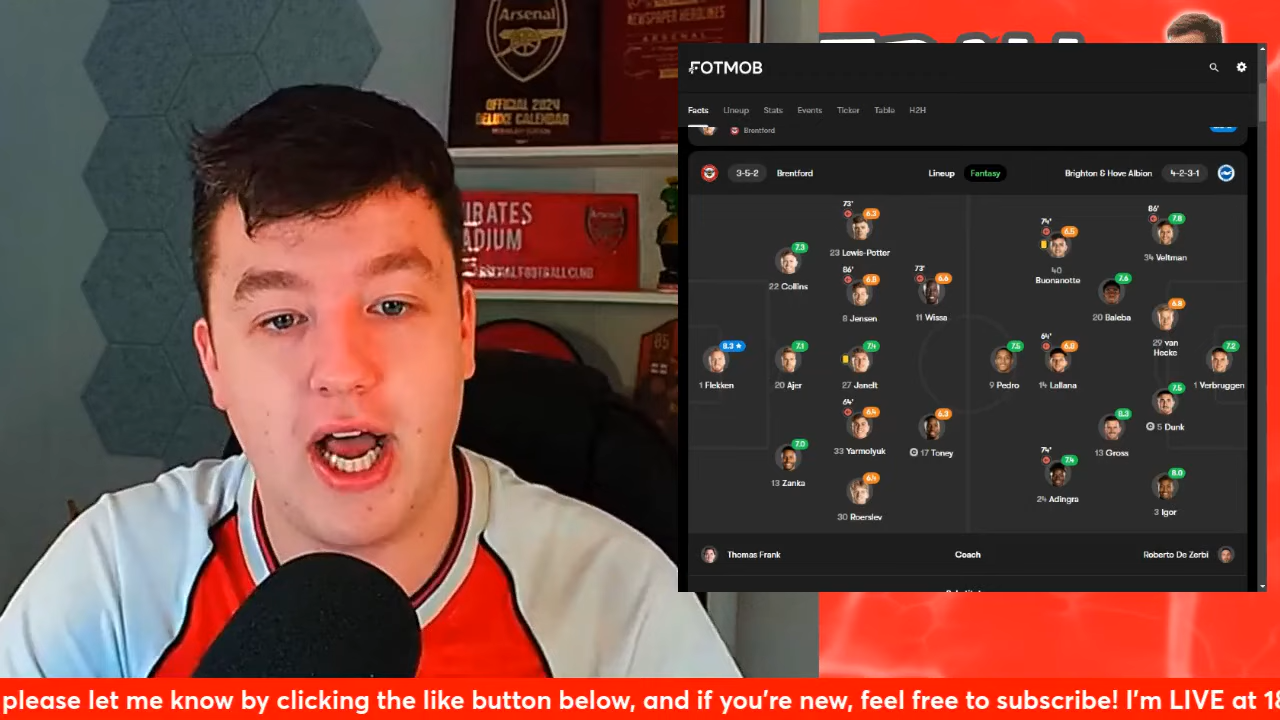 Arsenal
OFFICIAL 2024
DELUXE CALENDAR
NEWSPAPER HEADLINES
ARSENAL
EMIRATES
STADIUM
Arsenal
FOOTBALL CLUB
FOTMOB
Facts Lineup Stats Events Ticker Table H2H
Brentford
3-5-2 Brentford Lineup Fantasy Brighton & Hove Albion 4-2-3-1
73' 6.3
23 Lewis-Potter
7.3
22 Collins
86' 6.8
8 Jensen
73' 6.6
11 Wissa
8.3
1 Flekken
7.1
20 Ajer
7.4
27 Janelt
64' 6.4
33 Yarmolyuk
6.3
17 Toney
7.0
13 Zanka
6.4
30 Roerslev
74' 6.5
40
Buonanotte
86' 7.8
34 Veltman
7.6
20 Baleba
6.8
29 van
Hecke
7.5
9 Pedro
64' 6.8
14 Lallana
7.2
1 Verbruggen
7.5
5 Dunk
8.3
13 Gross
74' 7.4
24 Adingra
8.0
3 Igor
Thomas Frank Coach Roberto De Zerbi
please let me know by clicking the like button below, and if you're new, feel free to subscribe! I'm LIVE at 18